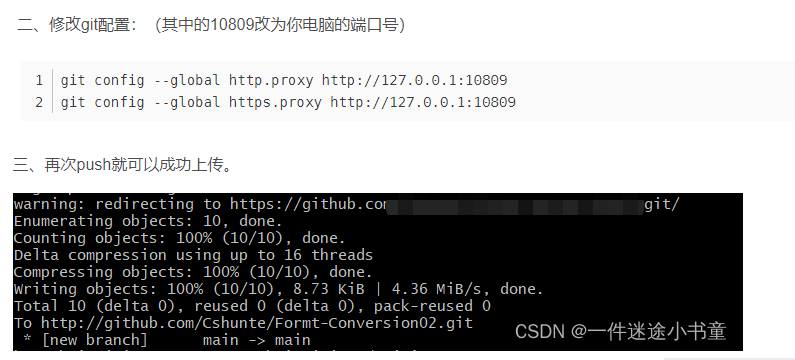 二、修改git配置：（其中的10809改为你电脑的端口号）
1 git config --global http.proxy http://127.0.0.1:10809
2 git config --global https.proxy http://127.0.0.1:10809
三、再次push就可以成功上传。
warning: redirecting to https://github.com git/
Enumerating objects: 10, done.
Counting objects: 100% (10/10), done.
Delta compression using up to 16 threads
Compressing objects: 100% (10/10), done.
Writing objects: 100% (10/10), 8.73 KiB | 4.36 MiB/s, done.
Total 10 (delta 0), reused 0 (delta 0), pack-reused 0
To http://github.com/Cshunte/Formt-Conversion02.git
* [new branch] main -> main
CSDN @一件迷途小书童